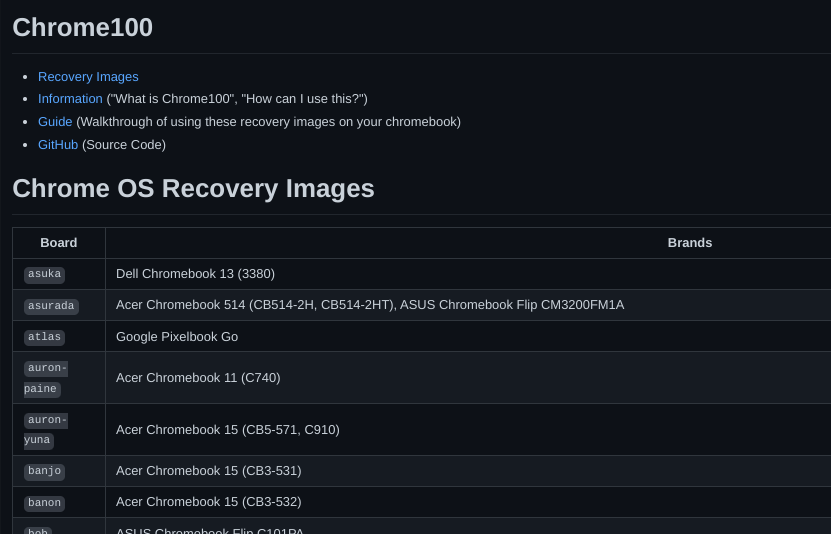 Chrome100
Recovery Images
Information ("What is Chrome100", "How can I use this?")
Guide (Walkthrough of using these recovery images on your chromebook)
GitHub (Source Code)
Chrome OS Recovery Images
Board Brands
asuka Dell Chromebook 13 (3380)
asurada Acer Chromebook 514 (CB514-2H, CB514-2HT), ASUS Chromebook Flip CM3200FM1A
atlas Google Pixelbook Go
auron-
paine Acer Chromebook 11 (C740)
auron-
yuna Acer Chromebook 15 (CB5-571, C910)
banjo Acer Chromebook 15 (CB3-531)
banon Acer Chromebook 15 (CB3-532)
bob ASUS Chromebook Flip C101PA